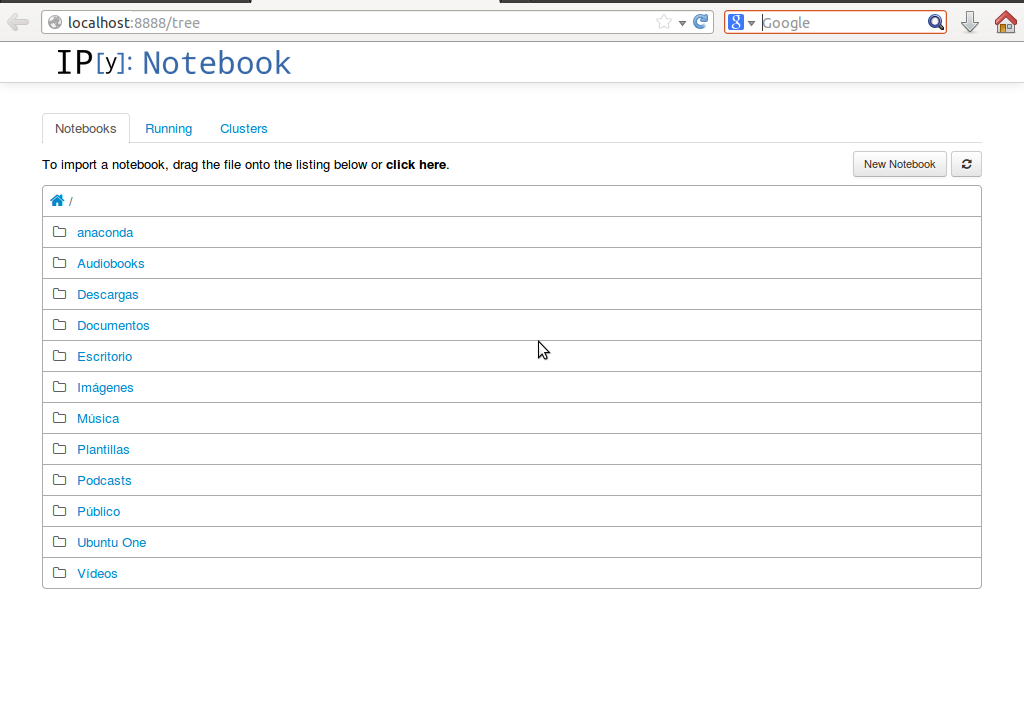 localhost:8888/tree
Google
IP[y]: Notebook
Notebooks Running Clusters
To import a notebook, drag the file onto the listing below or click here.
New Notebook
/
anaconda
Audiobooks
Descargas
Documentos
Escritorio
Imágenes
Música
Plantillas
Podcasts
Público
Ubuntu One
Vídeos